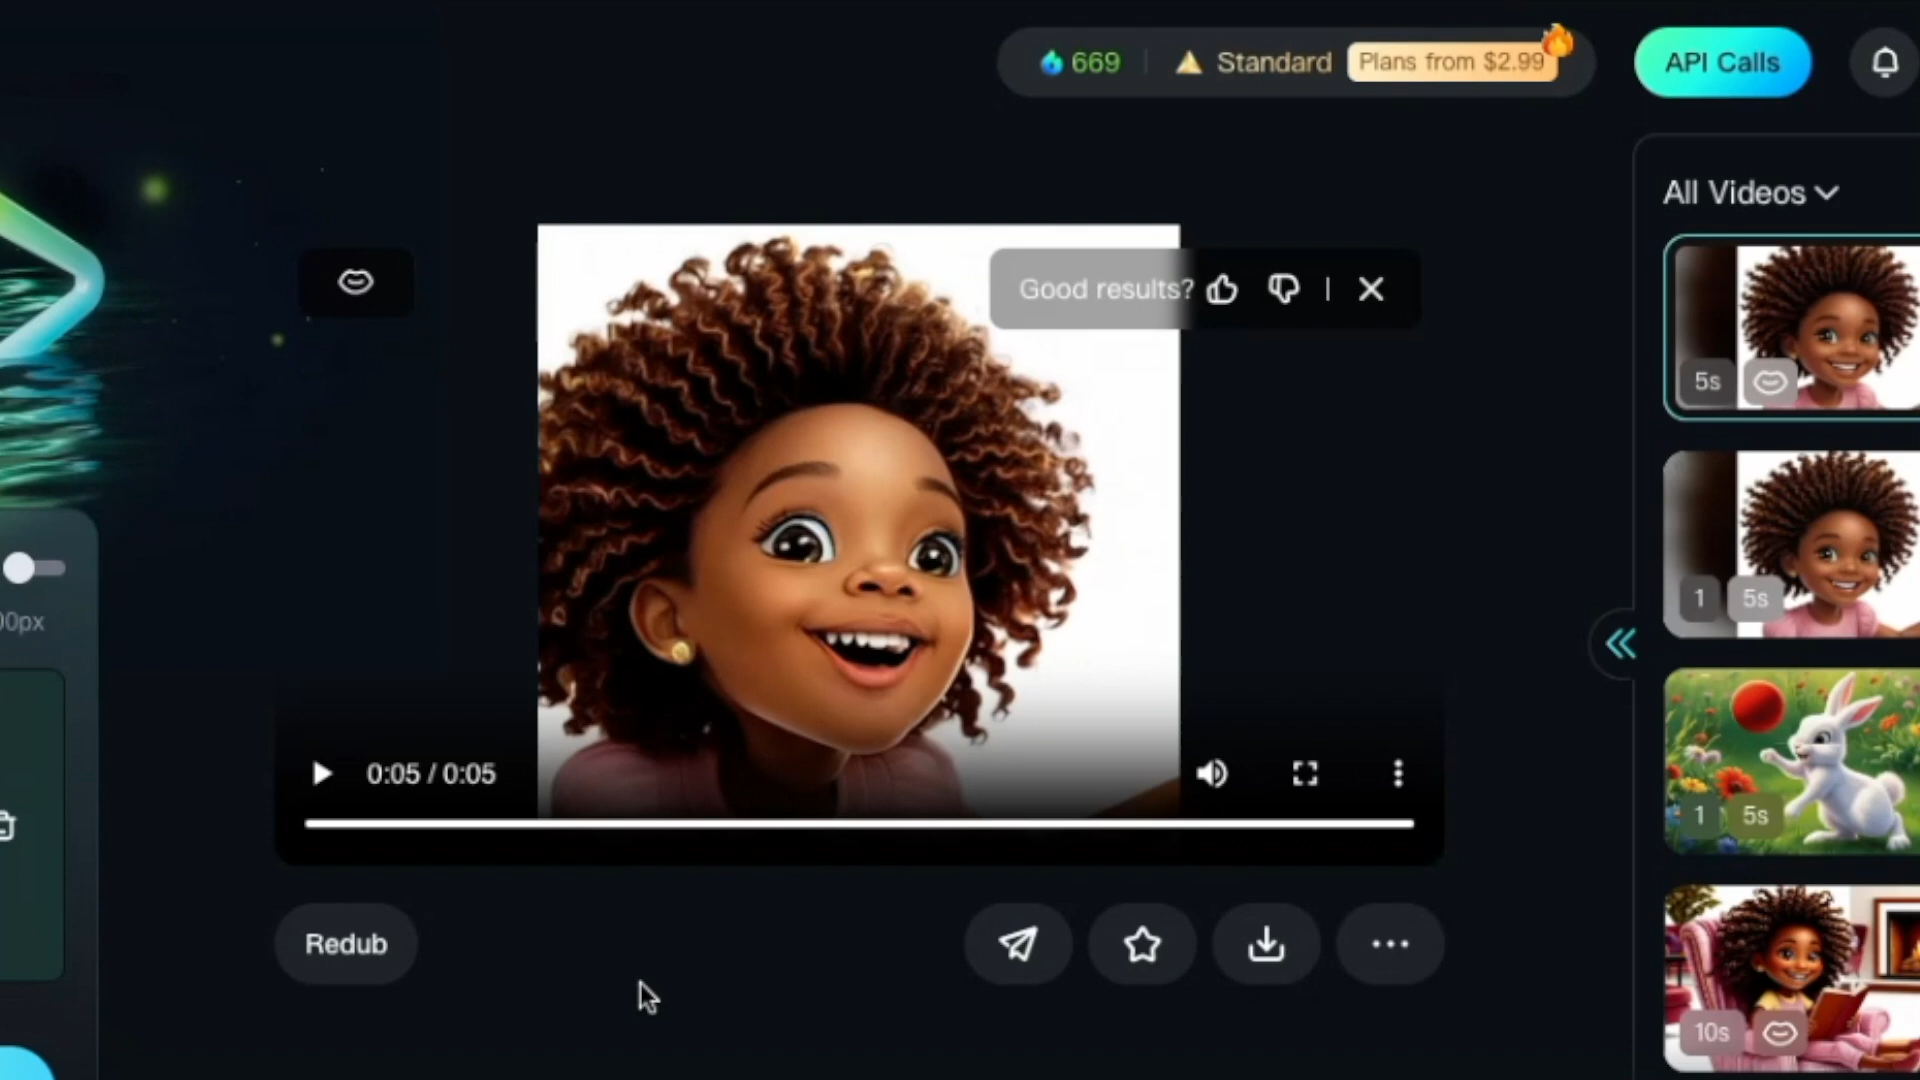 669
Standard
Plans from $2.99
API Calls
All Videos
Good results?
5s
1
5s
00px
0:05 / 0:05
1
5s
Redub
10s